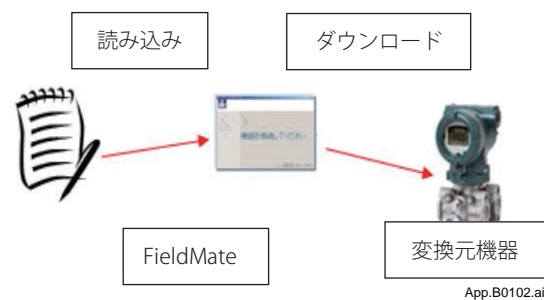 読み込み
ダウンロード
機器を接続してください
FieldMate
変換元機器
App.B0102.ai